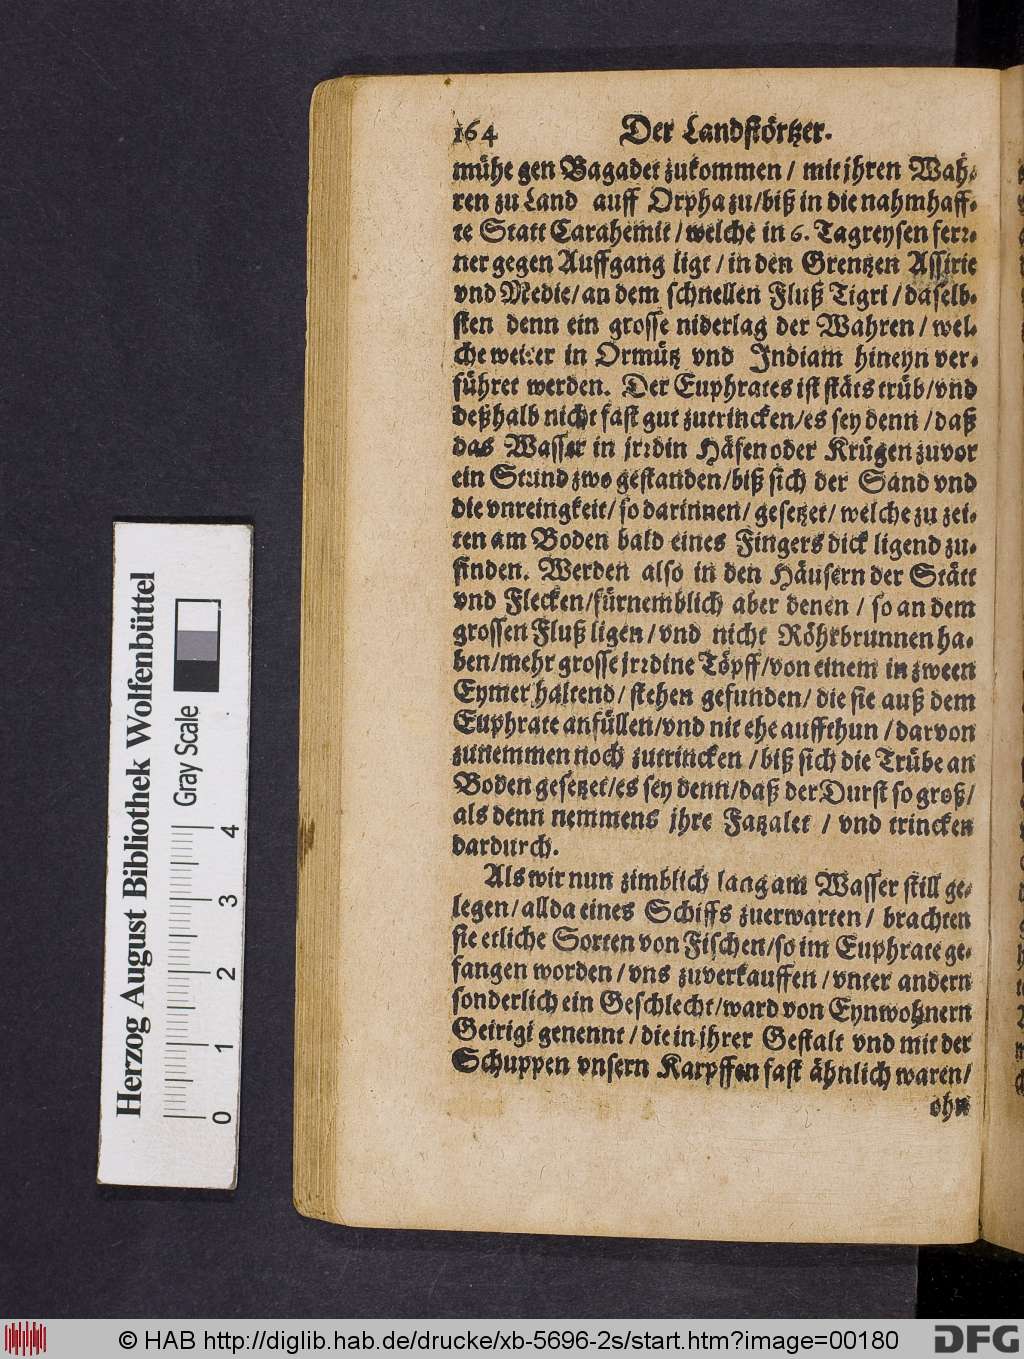 164 Der Landstörtzer.
mühe gen Bagadet zukommen / mit jhren Wah-
ren zu Land auff Orpha zu/biß in die nahmhaff-
te Statt Carahemit / welche in 6. Tagreysen ferr-
ner gegen Auffgang ligt / in den Grentzen Assirie
vnd Medie/an dem schnellen Fluß Tigri / daselb-
sten denn ein grosse niderlag der Wahren / wel-
che weiter in Ormütz vnd Indiam hineyn ver-
führet werden. Der Euphrates ist stäts trüb/vnd
deßhalb nicht fast gut zutrincken/es sey denn / daß
das Wasser in jrrdin Häfen oder Krügen zuvor
ein Stund zwo gestanden/biß sich der Sand vnd
die vnreingkeit/ so darinnen/ gesetzet/ welche zu zei-
ten am Boden bald eines Fingers dick ligend zu-
finden. Werden also in den Häusern der Stätt
vnd Flecken/fürnemblich aber denen / so an dem
grossen Fluß ligen/vnd nicht Röhrbrunnen ha-
ben/mehr grosse jrrdine Töpff/von einem in zween
Eymer haltend/ stehen gefunden/ die sie auß dem
Euphrate anfüllen/vnd nit ehe auffthun / darvon
zunemmen noch zutrincken / biß sich die Trübe an
Boden gesetzet/es sey denn/daß der Durst so groß/
als denn nemmens jhre Fatzalet / vnd trincken
dardurch.
Als wir nun zimblich lang am Wasser still ge-
legen/allda eines Schiffs zuerwarten/ brachten
sie etliche Sorten von Fischen/so im Euphrate ge-
fangen worden/vns zuverkauffen/vnter andern
sonderlich ein Geschlecht/ward von Eynwohnern
Geirigi genennt/die in jhrer Gestalt vnd mit der
Schuppen vnsern Karpffen fast ähnlich waren/
ohn
Herzog August Bibliothek Wolfenbüttel
Gray Scale
0 1 2 3 4
© HAB http://diglib.hab.de/drucke/xb-5696-2s/start.htm?image=00180
DFG